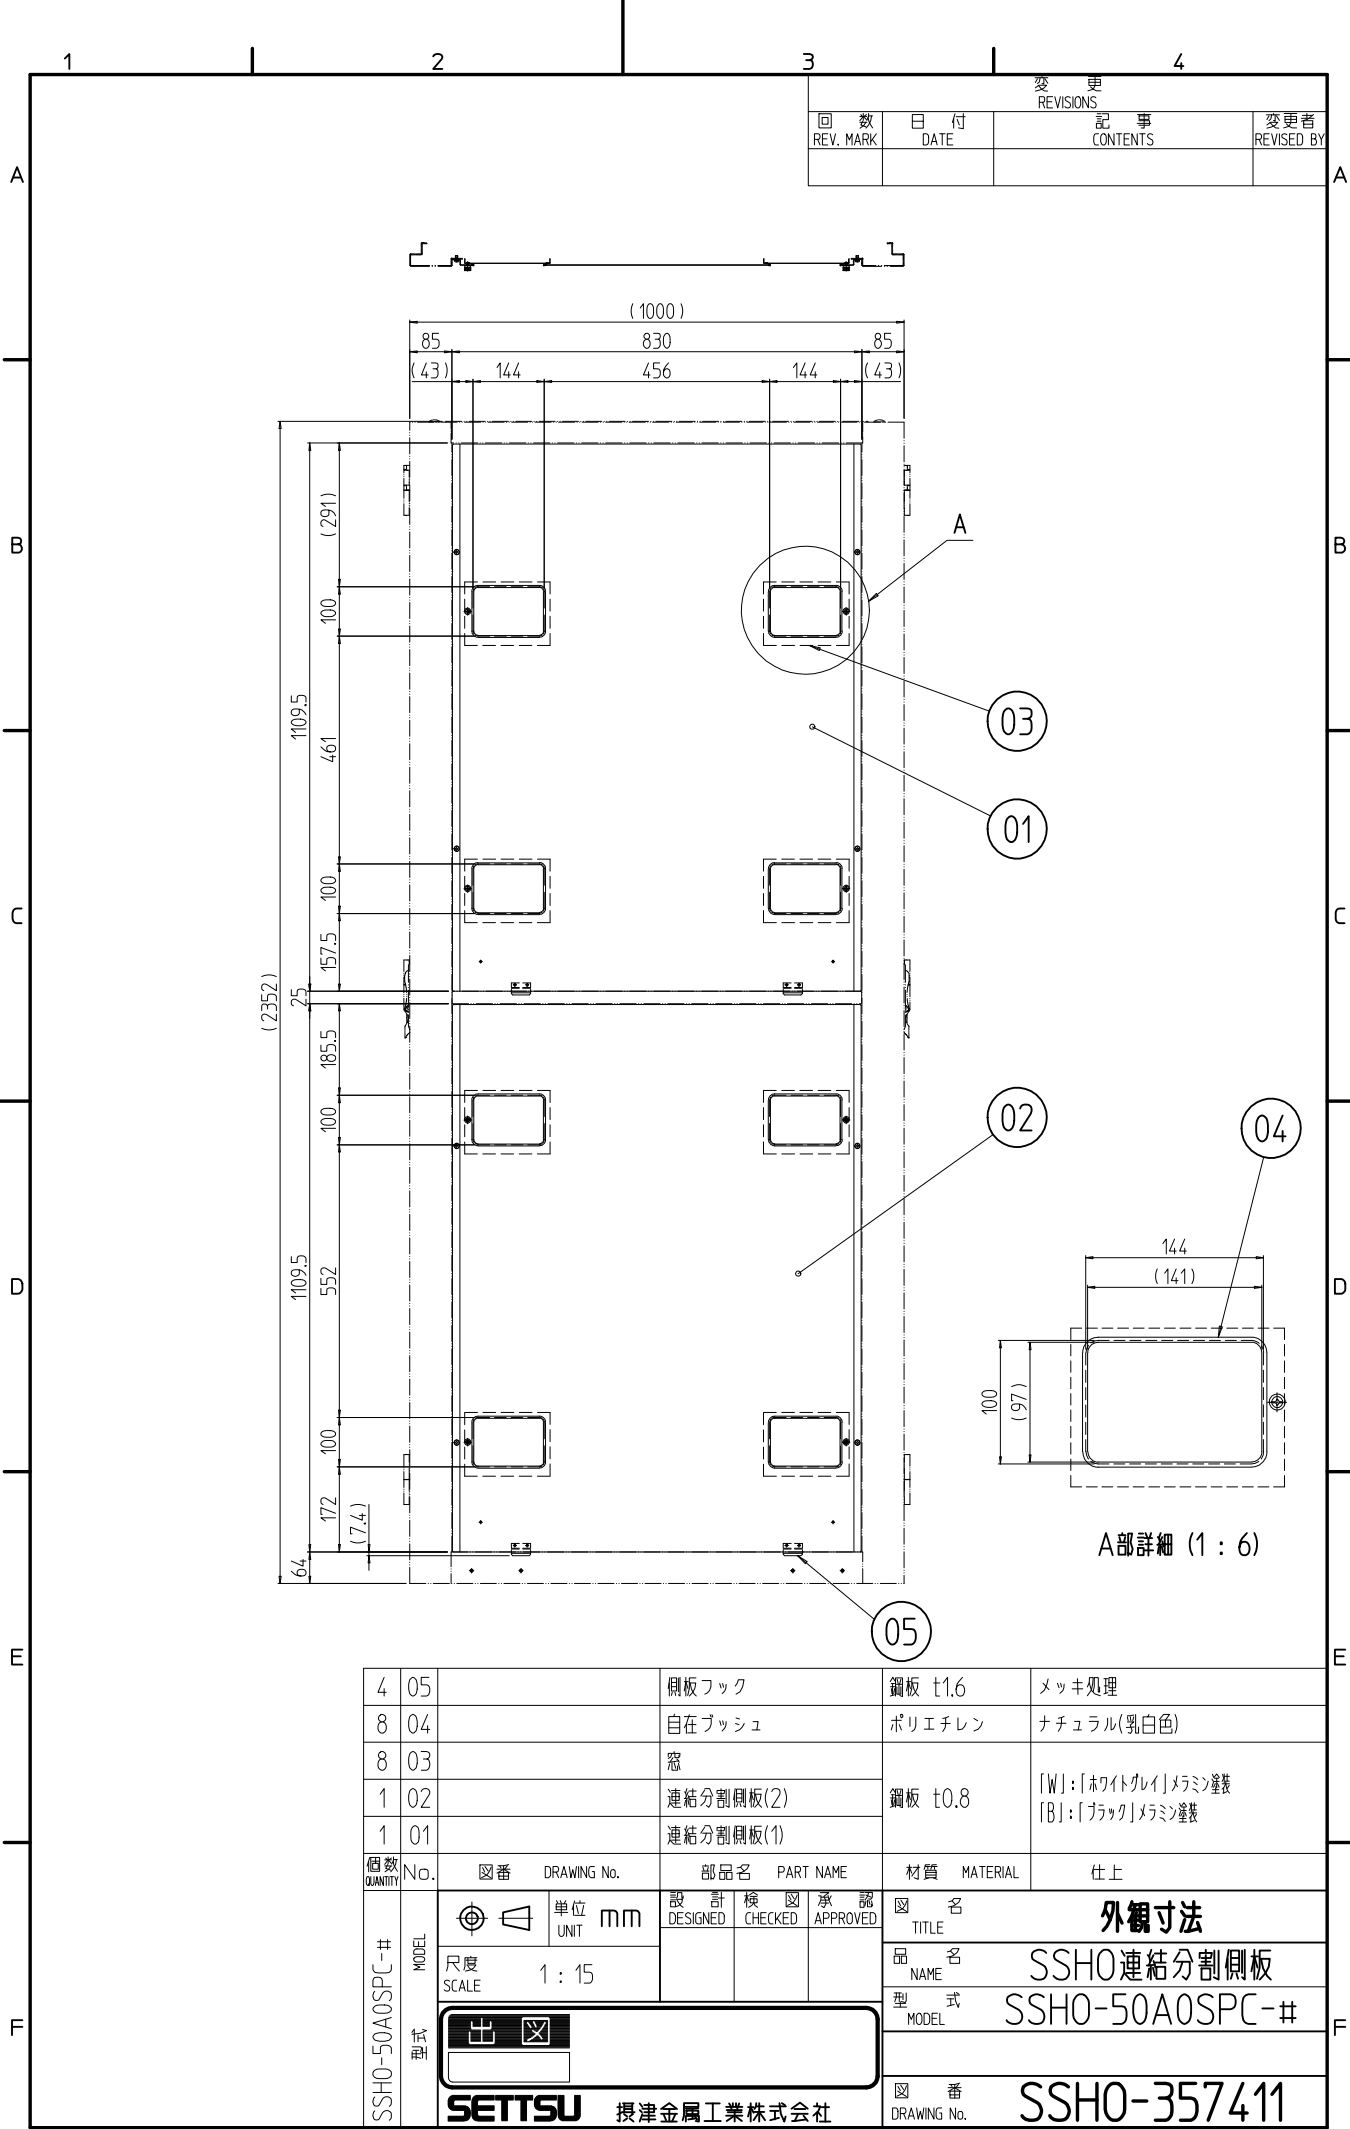 1 2 3 4
変更
REVISIONS
回数 日付 記事 変更者
REV. MARK DATE CONTENTS REVISED BY
A A
(1000)
85 830 85
(43) 144 456 144 (43)
(291)
A
B B
100
03
1109.5
461
01
100
C C
157.5
(2352)
25
185.5
100
02
04
144
(141)
1109.5
552
D D
100
(97)
100
172
(7.4)
64
A部詳細 (1 : 6)
05
E E
4 05 側板フック 鋼板 t1.6 メッキ処理
8 04 自在ブッシュ ポリエチレン ナチュラル(乳白色)
8 03 窓
1 02 連結分割側板(2) 鋼板 t0.8 「W」:「ホワイトグレイ」メラミン塗装
「B」:「ブラック」メラミン塗装
1 01 連結分割側板(1)
個数 No. 図番 DRAWING No. 部品名 PART NAME 材質 MATERIAL 仕上
QUANTITY
SSHO-50A0SPC-#
型式 MODEL
単位 mm
UNIT
設計 検図 承認
DESIGNED CHECKED APPROVED
尺度 1 : 15
SCALE
図名 外観寸法
TITLE
品名 SSHO連結分割側板
NAME
型式 SSHO-50A0SPC-#
MODEL
出図
F F
SETTSU 摂津金属工業株式会社
図番 SSHO-357411
DRAWING No.